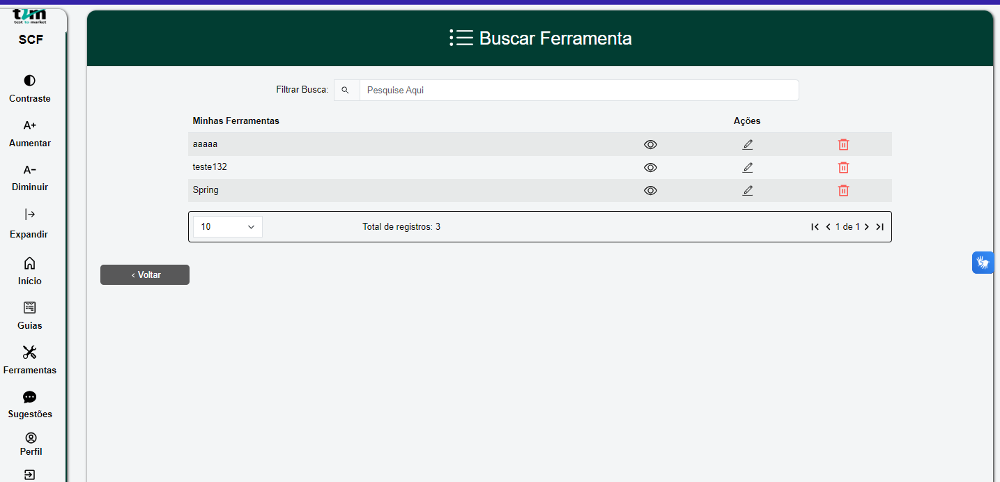 t2m
test to market
SCF
Contraste
A+
Aumentar
A-
Diminuir
Expandir
Início
Guias
Ferramentas
Sugestões
Perfil
Buscar Ferramenta
Filtrar Busca: Pesquise Aqui
Minhas Ferramentas Ações
aaaaa
teste132
Spring
10 Total de registros: 3 1 de 1
‹ Voltar